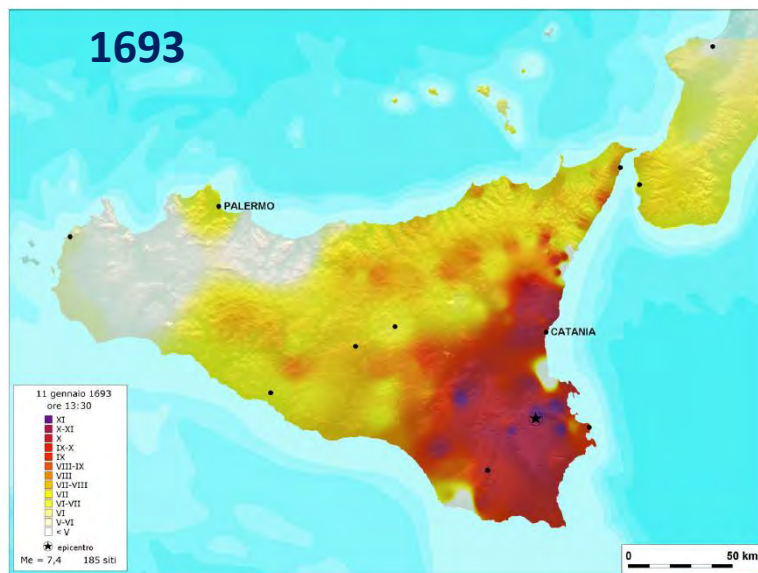 1693
PALERMO
CATANIA
11 gennaio 1693
ore 13:30
XI
X-XI
X
IX-X
IX
VIII-IX
VIII
VII-VIII
VII
VI-VII
VI
V-VI
< V
epicentro
Me = 7,4 185 siti
0 50 km